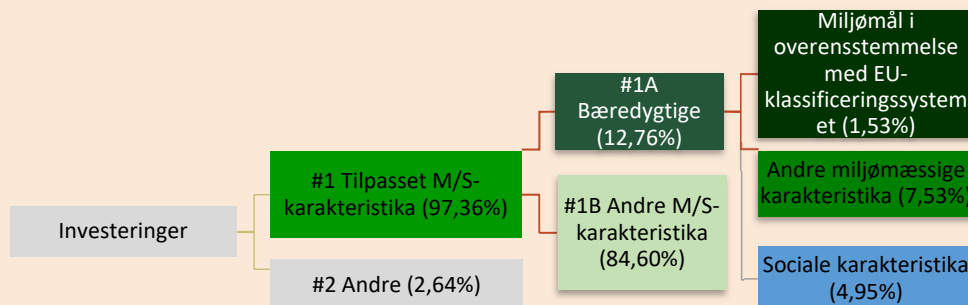 Investeringer
#1 Tilpasset M/S-
karakteristika (97,36%)
#2 Andre (2,64%)
#1A
Bæredygtige
(12,76%)
#1B Andre M/S-
karakteristika
(84,60%)
Miljømål i
overensstemmelse
med EU-
klassificeringssystem
et (1,53%)
Andre miljømæssige
karakteristika (7,53%)
Sociale karakteristika
(4,95%)